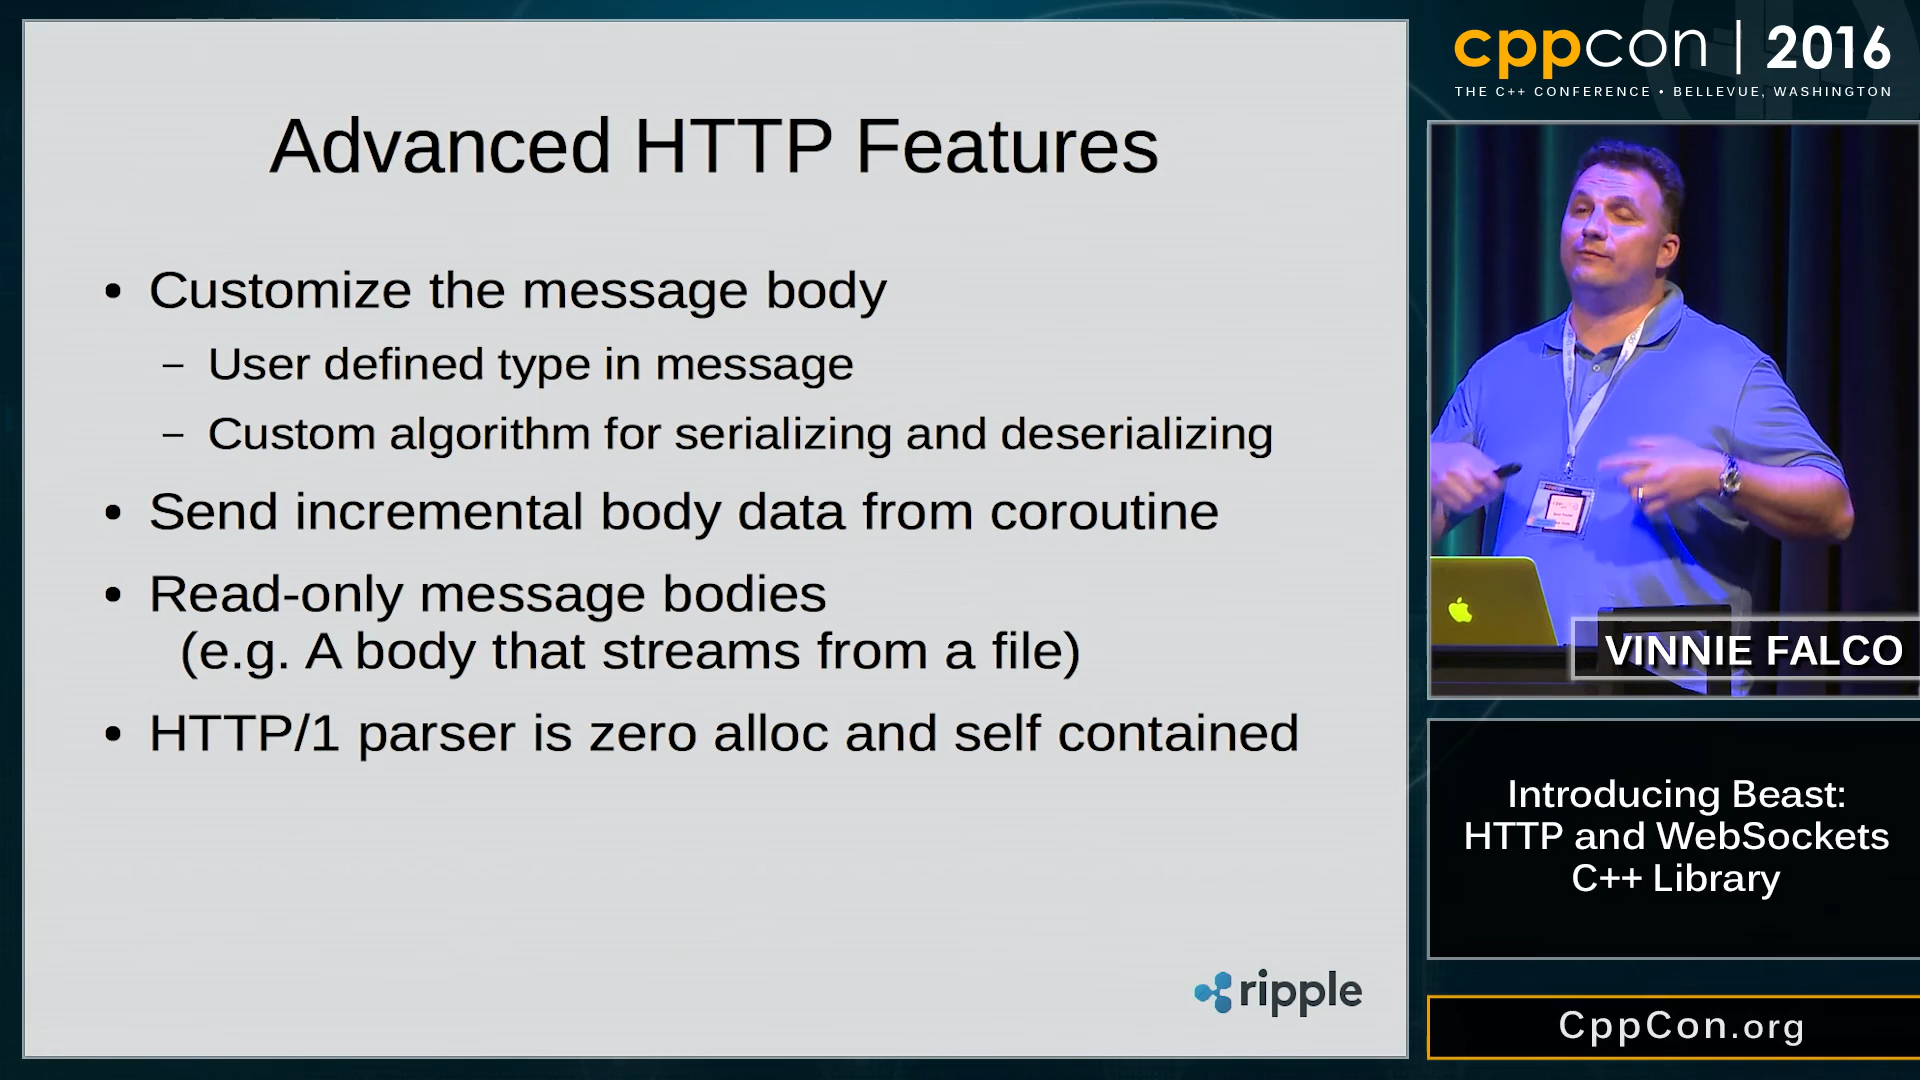 Advanced HTTP Features
• Customize the message body
– User defined type in message
– Custom algorithm for serializing and deserializing
• Send incremental body data from coroutine
• Read-only message bodies
(e.g. A body that streams from a file)
• HTTP/1 parser is zero alloc and self contained
ripple
cppcon | 2016
THE C++ CONFERENCE • BELLEVUE, WASHINGTON
VINNIE FALCO
Introducing Beast:
HTTP and WebSockets
C++ Library
CppCon.org